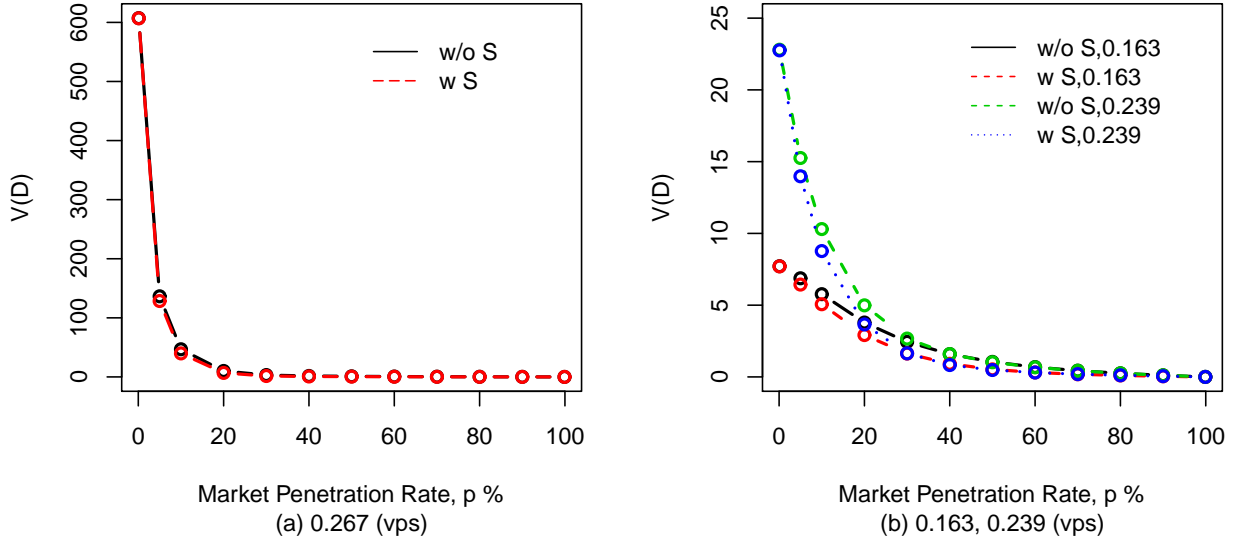 600
500
400
300
200
100
0
V(D)
w/o S
w S
0 20 40 60 80 100
Market Penetration Rate, p %
(a) 0.267 (vps)
25
20
15
10
5
0
V(D)
w/o S,0.163
w S,0.163
w/o S,0.239
w S,0.239
0 20 40 60 80 100
Market Penetration Rate, p %
(b) 0.163, 0.239 (vps)